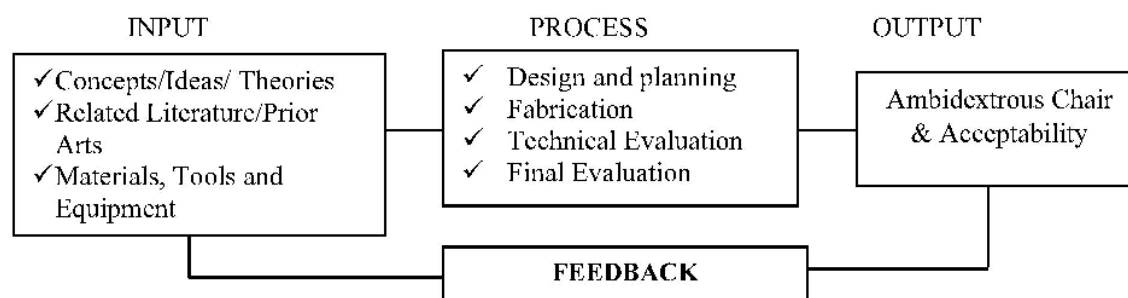 INPUT
✓Concepts/Ideas/ Theories
✓Related Literature/Prior
Arts
✓Materials, Tools and
Equipment
PROCESS
✓ Design and planning
✓ Fabrication
✓ Technical Evaluation
✓ Final Evaluation
OUTPUT
Ambidextrous Chair
& Acceptability
FEEDBACK